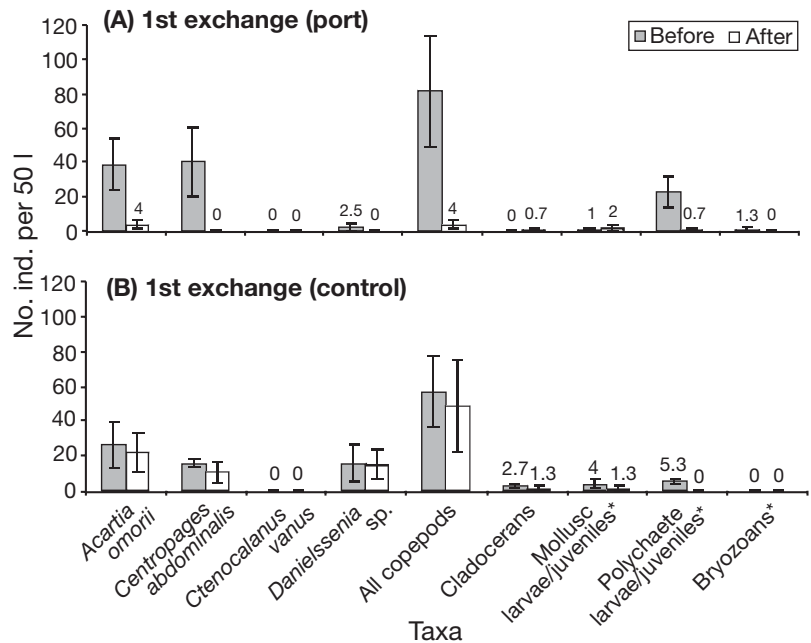 (A) 1st exchange (port)
Before After
No. ind. per 50 l
120
100
80
60
40
20
0
4
0
0 0
2.5 0
4
0 0.7
1 2
0.7
1.3 0
(B) 1st exchange (control)
120
100
80
60
40
20
0
0 0
2.7 1.3
4 1.3
5.3 0
0 0
Acartia
omorii
Centropages
abdominalis
Ctenocalanus
vanus
Danielssenia
sp.
All copepods
Cladocerans
Mollusc
larvae/juveniles*
Polychaete
larvae/juveniles*
Bryozoans*
Taxa